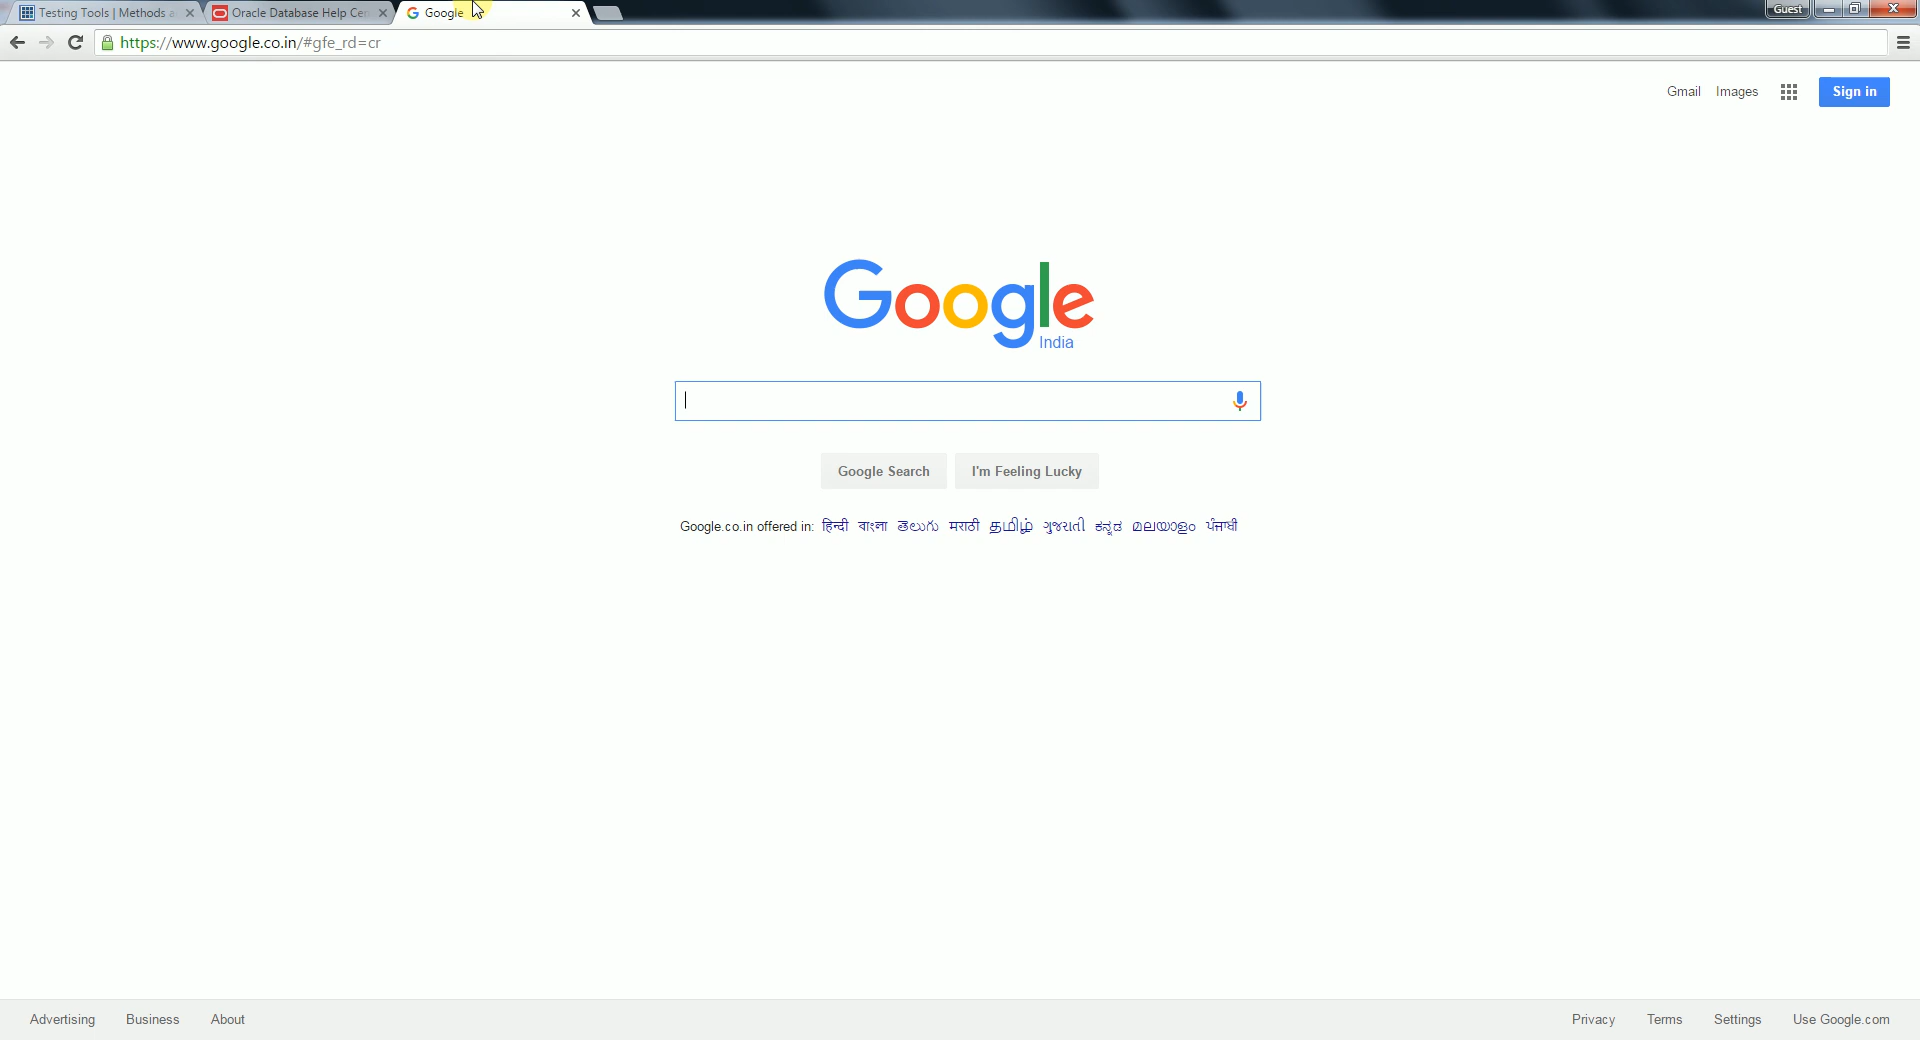 Testing Tools | Methods a
Oracle Database Help Cen
Google
Guest
https://www.google.co.in/#gfe_rd=cr
Gmail Images Sign in
Google
India
Google Search I'm Feeling Lucky
Google.co.in offered in: हिन्दी বাংলা తెలుగు मराठी தமிழ் ગુજરાતી ಕನ್ನಡ മലയാളം ਪੰਜਾਬੀ
Advertising Business About Privacy Terms Settings Use Google.com